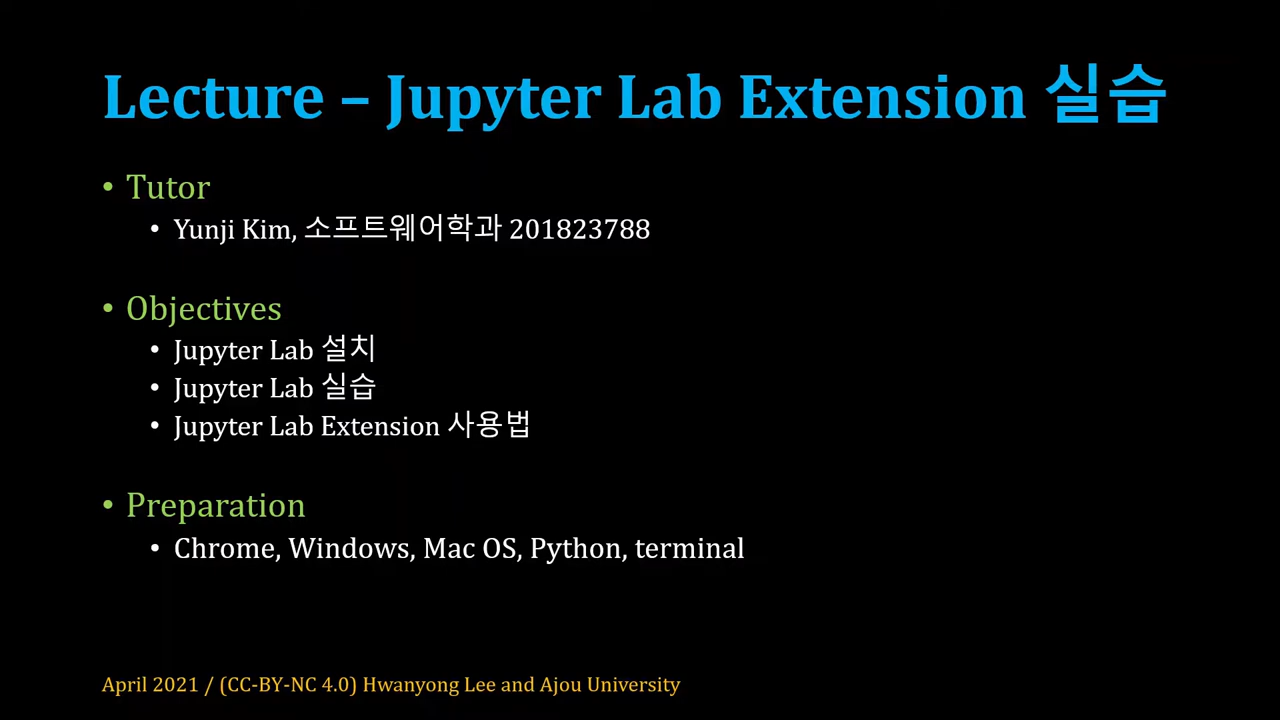 Lecture – Jupyter Lab Extension 실습
• Tutor
• Yunji Kim, 소프트웨어학과 201823788
• Objectives
• Jupyter Lab 설치
• Jupyter Lab 실습
• Jupyter Lab Extension 사용법
• Preparation
• Chrome, Windows, Mac OS, Python, terminal
April 2021 / (CC-BY-NC 4.0) Hwanyong Lee and Ajou University